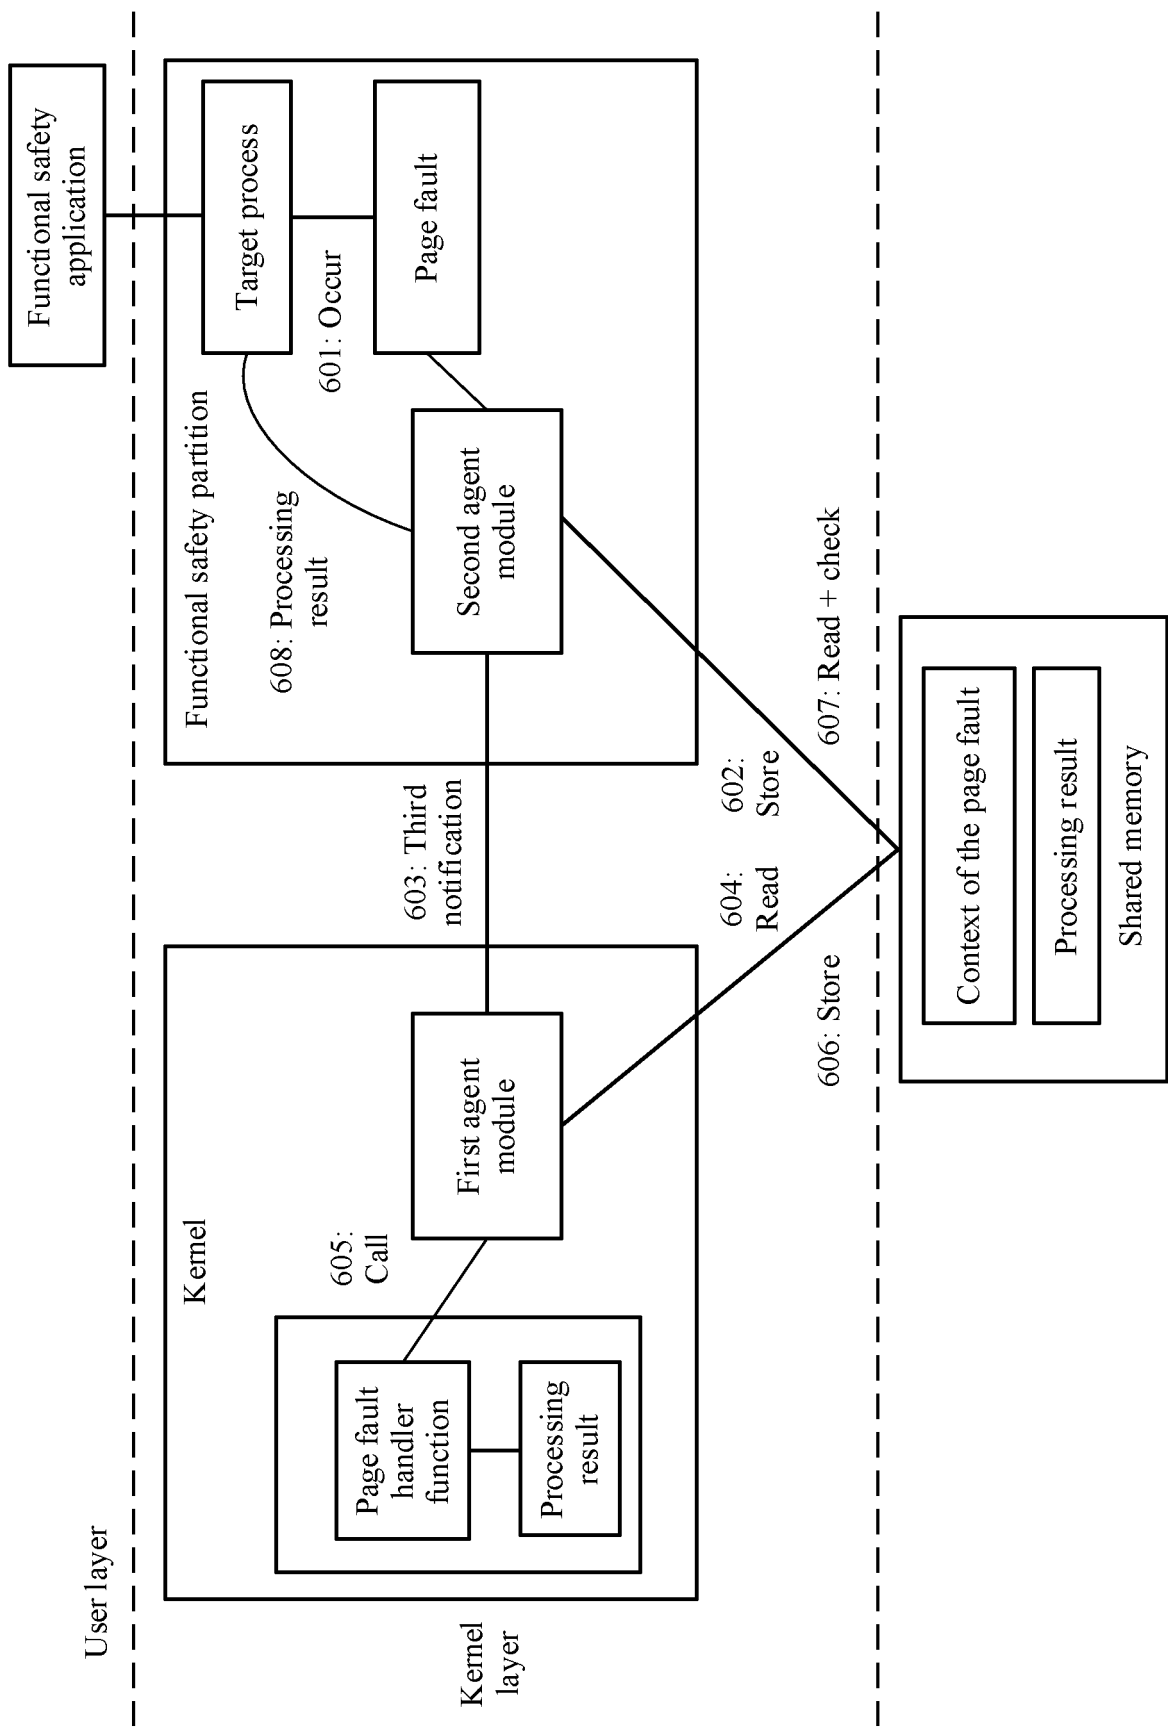 User layer
Functional safety
application
Kernel
layer
Kernel
Page fault
handler
function
Processing
result
605:
Call
First agent
module
603: Third
notification
Functional safety partition
Target process
601: Occur
Page fault
608: Processing
result
Second agent
module
606: Store
604:
Read
602:
Store
607: Read + check
Context of the page fault
Processing result
Shared memory